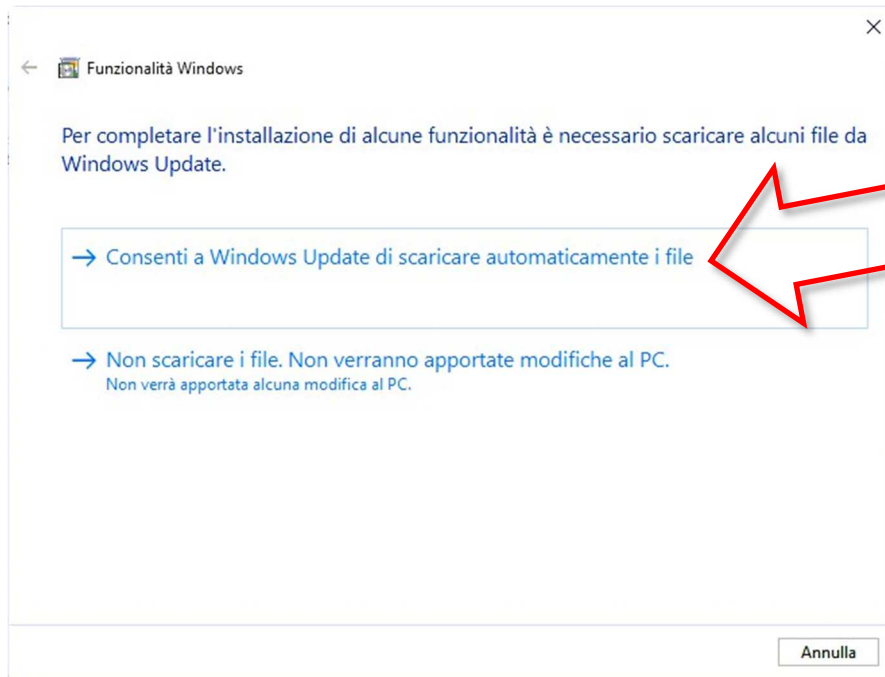 Funzionalità Windows
Per completare l'installazione di alcune funzionalità è necessario scaricare alcuni file da
Windows Update.
→ Consenti a Windows Update di scaricare automaticamente i file
→ Non scaricare i file. Non verranno apportate modifiche al PC.
Non verrà apportata alcuna modifica al PC.
Annulla